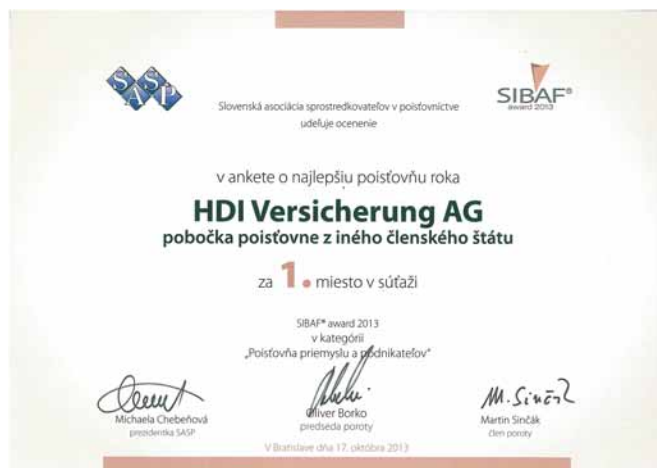 SASP
SIBAF®
award 2013
Slovenská asociácia sprostredkovateľov v poisťovníctve
udeľuje ocenenie
v ankete o najlepšiu poisťovňu roka
HDI Versicherung AG
pobočka poisťovne z iného členského štátu
za 1. miesto v súťaži
SIBAF® award 2013
v kategórii
„Poisťovňa priemyslu a podnikateľov"
M. Sinčák
Michaela Chebeňová
prezidentka SASP
Oliver Borko
predseda poroty
Martin Sinčák
člen poroty
V Bratislave dňa 17. októbra 2013